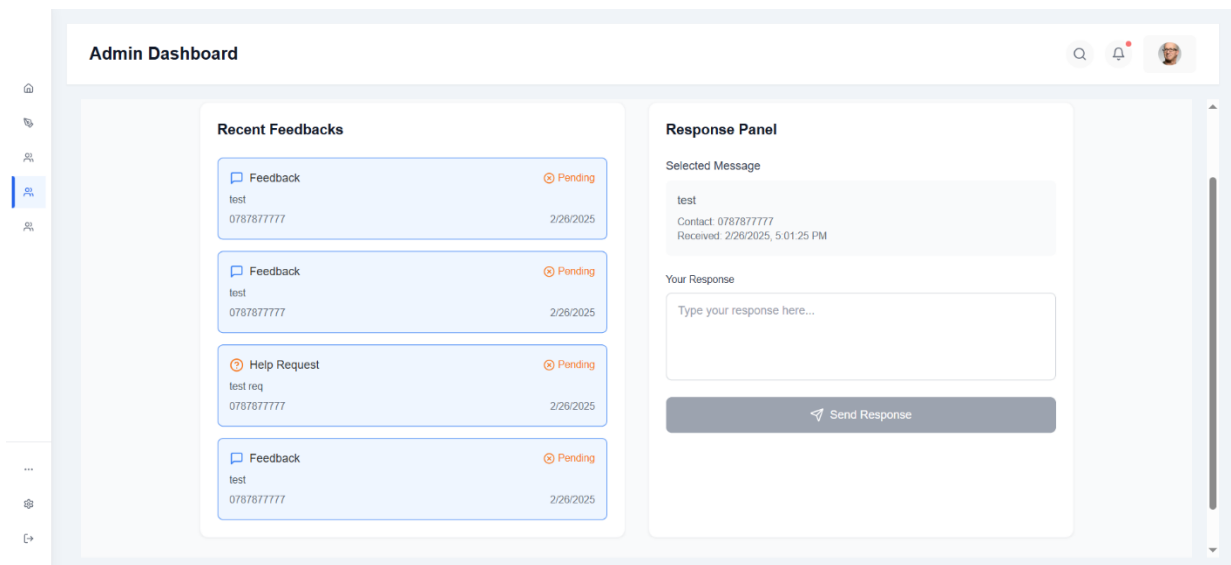 Admin Dashboard
Recent Feedbacks
Feedback
Pending
test
0787877777
2/26/2025
Feedback
Pending
test
0787877777
2/26/2025
Help Request
Pending
test req
0787877777
2/26/2025
Feedback
Pending
test
0787877777
2/26/2025
Response Panel
Selected Message
test
Contact: 0787877777
Received: 2/26/2025, 5:01:25 PM
Your Response
Type your response here...
Send Response